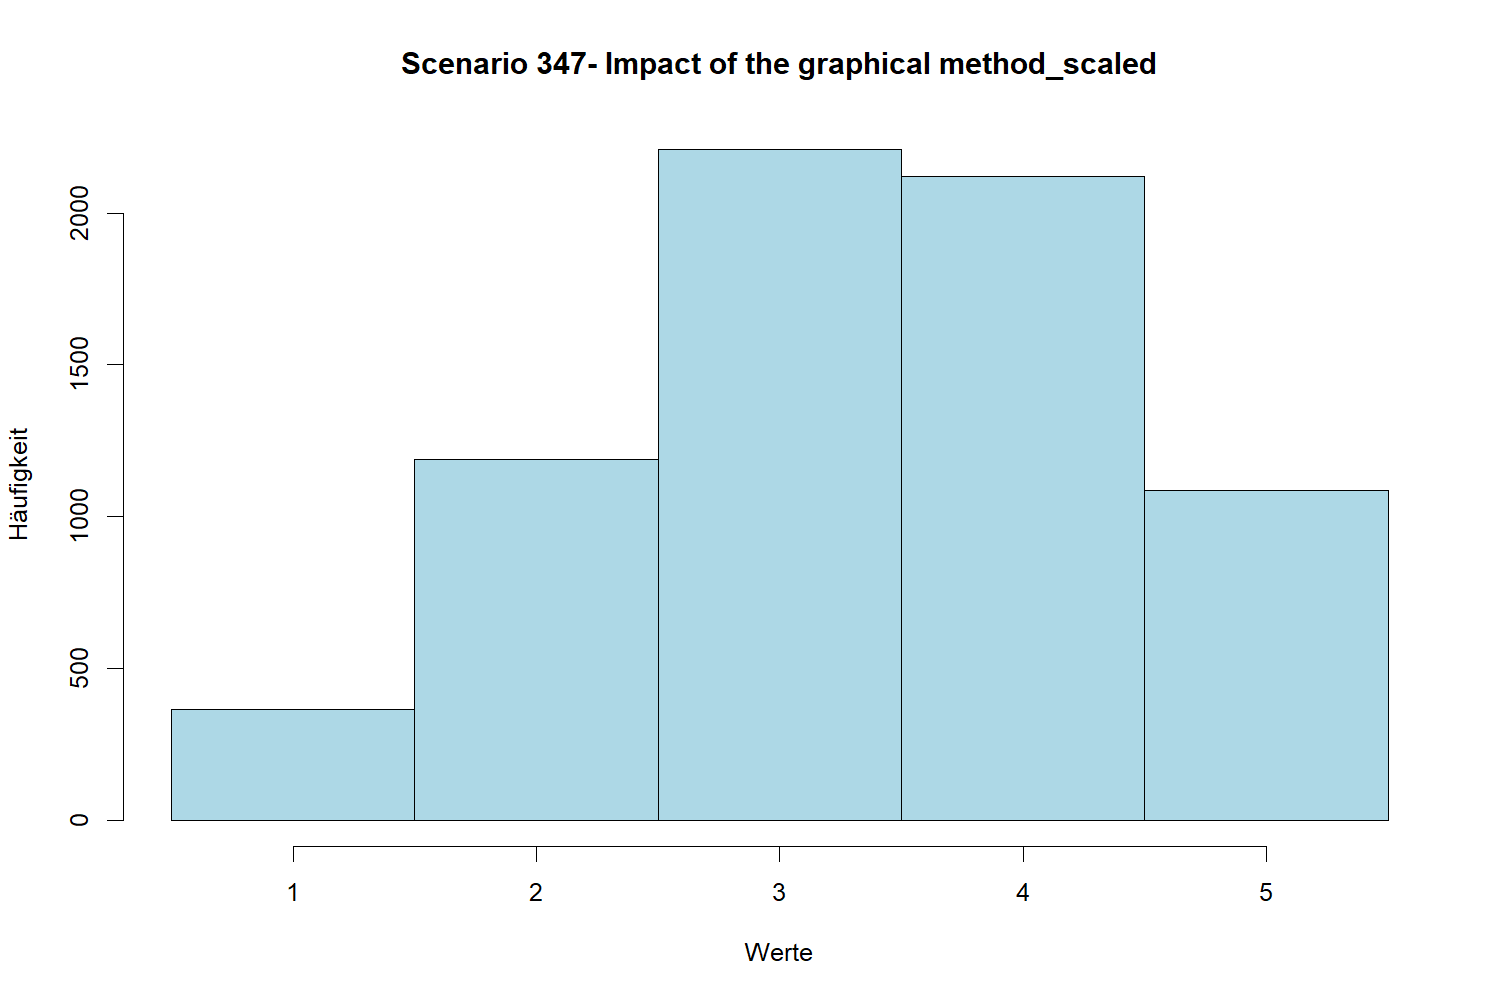 Scenario 347- Impact of the graphical method_scaled
Häufigkeit
2000
1500
1000
500
0
1 2 3 4 5
Werte